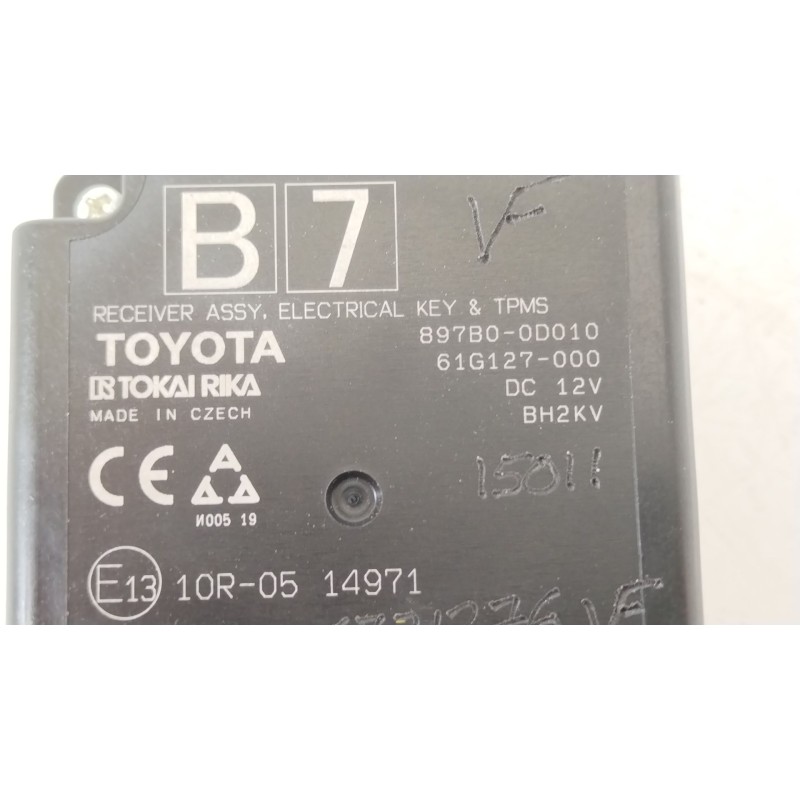 B 7
VF
RECEIVER ASSY, ELECTRICAL KEY & TPMS
TOYOTA 897B0-0D010
61G127-000
TOKAI RIKA DC 12V
MADE IN CZECH BH2KV
CE
15011
И005 19
E13 10R-05 14971
VF